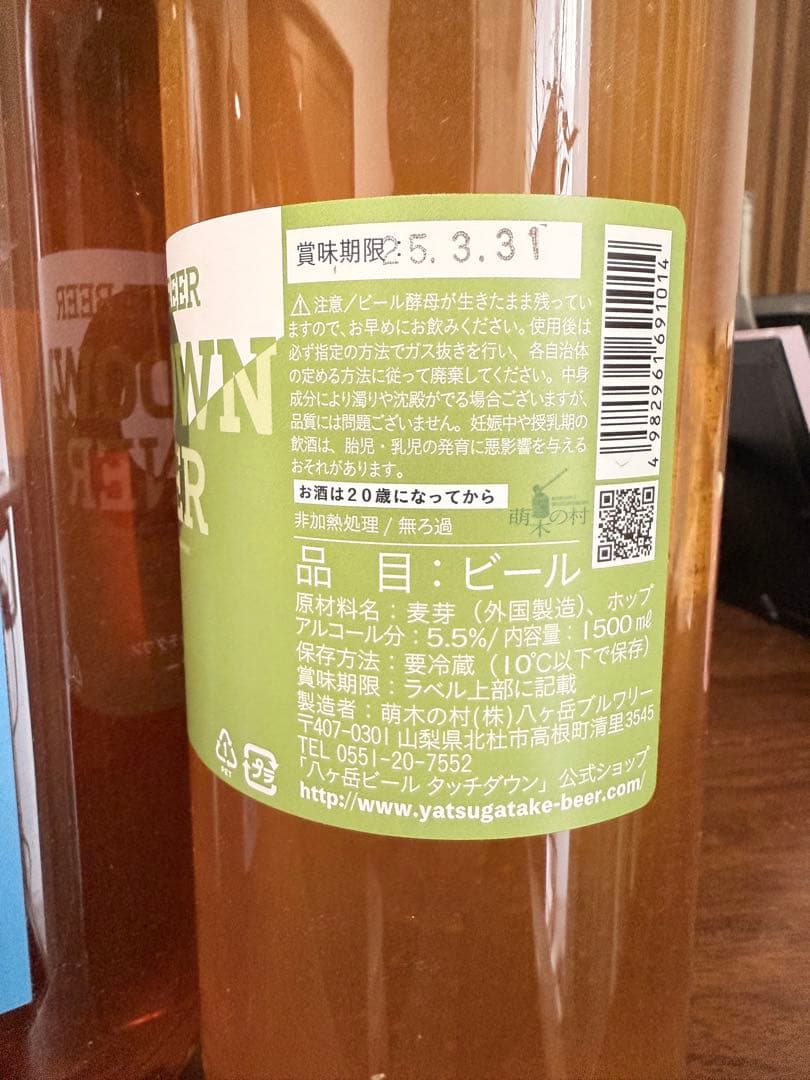 BEER
WN
ER
賞味期限:25.3.31
⚠注意/ビール酵母が生きたまま残ってい
ますので、お早めにお飲みください。使用後は
必ず指定の方法でガス抜きを行い、各自治体
の定める方法に従って廃棄してください。中身
成分により濁りや沈殿がでる場合ございますが、
品質には問題ございません。妊娠中や授乳期の
飲酒は、胎児・乳児の発育に悪影響を与える
おそれがあります。
お酒は20歳になってから
非加熱処理/無ろ過
萌木の村
4982961691014
品 目:ビール
原材料名:麦芽(外国製造)、ホップ
アルコール分:5.5%/内容量:1500mℓ
保存方法:要冷蔵(10℃以下で保存)
賞味期限:ラベル上部に記載
製造者:萌木の村(株)八ヶ岳ブルワリー
〒407-0301 山梨県北杜市高根町清里3545
TEL 0551-20-7552
「八ヶ岳ビール タッチダウン」公式ショップ
http://www.yatsugatake-beer.com/
1
PET
プラ